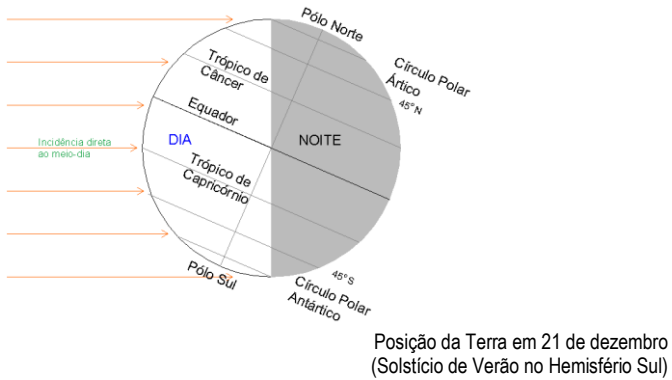 Pólo Norte
Círculo Polar
Ártico
45°N
Trópico de
Câncer
Equador
Incidência direta
ao meio-dia
DIA
NOITE
Trópico de
Capricórnio
45°S
Pólo Sul
Círculo Polar
Antártico
Posição da Terra em 21 de dezembro
(Solstício de Verão no Hemisfério Sul)